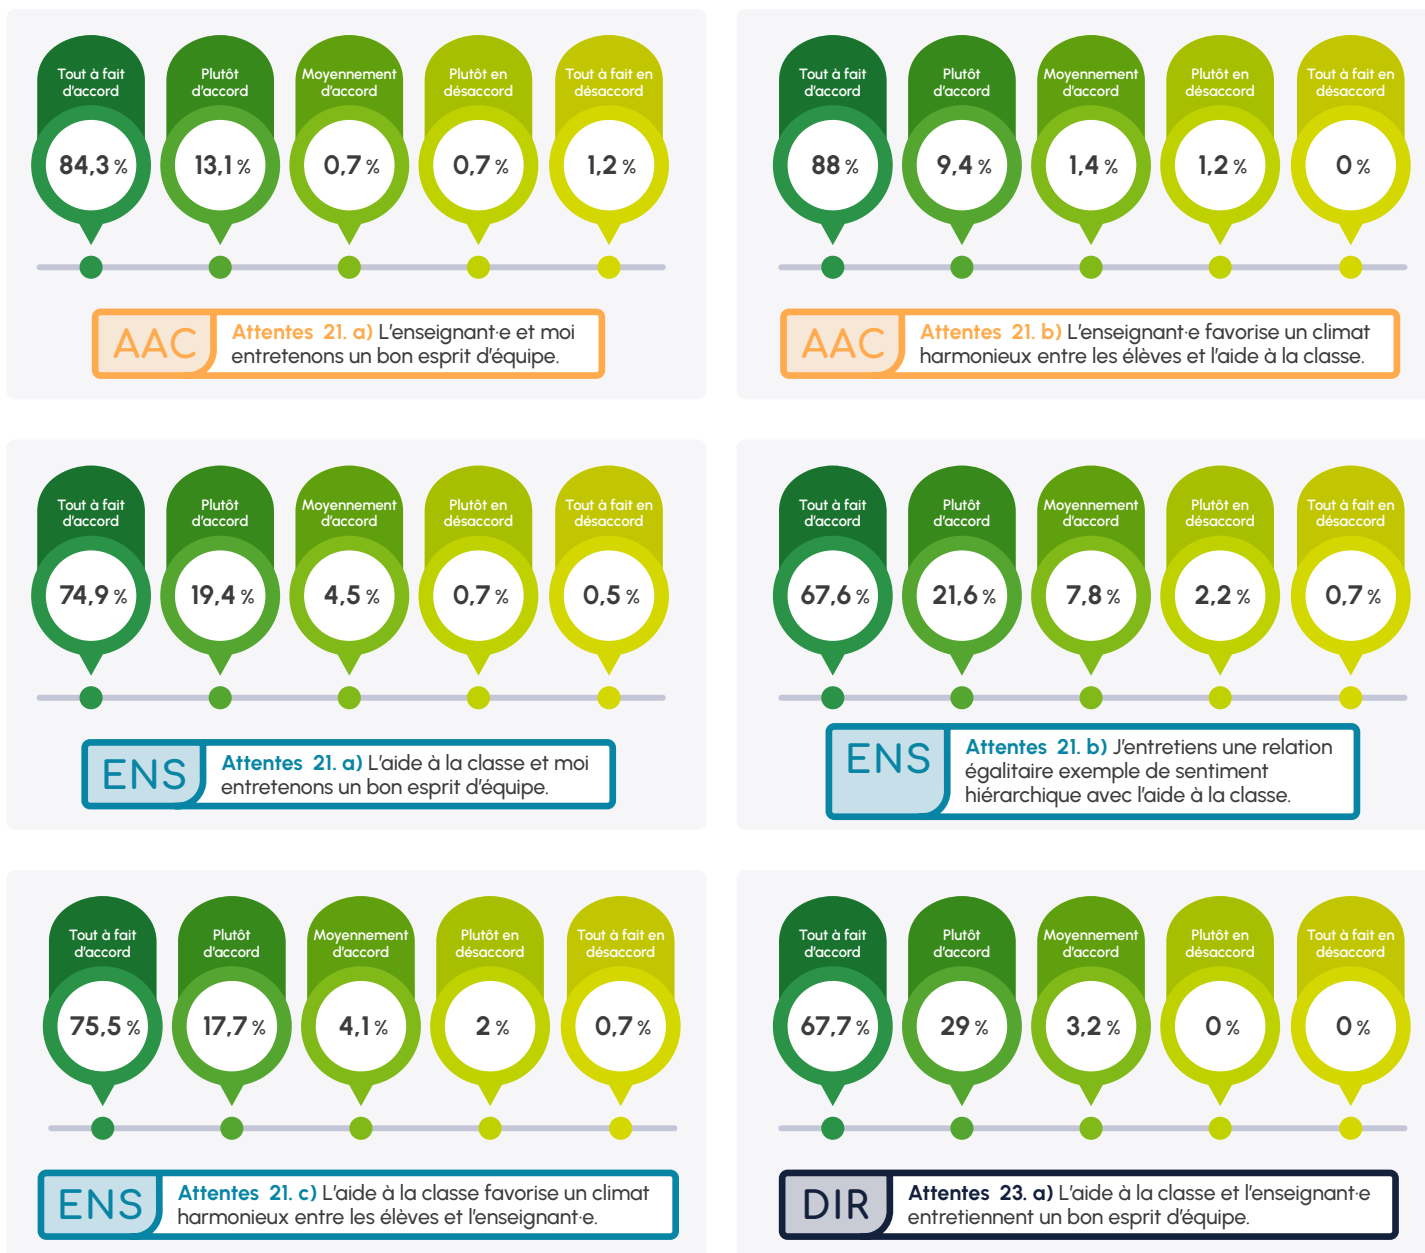 Tout à fait
d'accord
Plutôt
d'accord
Moyennement
d'accord
Plutôt en
désaccord
Tout à fait en
désaccord
84,3 %
13,1 %
0,7 %
0,7 %
1,2 %
AAC
Attentes 21. a) L'enseignant·e et moi
entretenons un bon esprit d'équipe.
Tout à fait
d'accord
Plutôt
d'accord
Moyennement
d'accord
Plutôt en
désaccord
Tout à fait en
désaccord
88 %
9,4 %
1,4 %
1,2 %
0 %
AAC
Attentes 21. b) L'enseignant·e favorise un climat
harmonieux entre les élèves et l'aide à la classe.
Tout à fait
d'accord
Plutôt
d'accord
Moyennement
d'accord
Plutôt en
désaccord
Tout à fait en
désaccord
74,9 %
19,4 %
4,5 %
0,7 %
0,5 %
ENS
Attentes 21. a) L'aide à la classe et moi
entretenons un bon esprit d'équipe.
Tout à fait
d'accord
Plutôt
d'accord
Moyennement
d'accord
Plutôt en
désaccord
Tout à fait en
désaccord
67,6 %
21,6 %
7,8 %
2,2 %
0,7 %
ENS
Attentes 21. b) J'entretiens une relation
égalitaire exemple de sentiment
hiérarchique avec l'aide à la classe.
Tout à fait
d'accord
Plutôt
d'accord
Moyennement
d'accord
Plutôt en
désaccord
Tout à fait en
désaccord
75,5 %
17,7 %
4,1 %
2 %
0,7 %
ENS
Attentes 21. c) L'aide à la classe favorise un climat
harmonieux entre les élèves et l'enseignant·e.
Tout à fait
d'accord
Plutôt
d'accord
Moyennement
d'accord
Plutôt en
désaccord
Tout à fait en
désaccord
67,7 %
29 %
3,2 %
0 %
0 %
DIR
Attentes 23. a) L'aide à la classe et l'enseignant·e
entretiennent un bon esprit d'équipe.